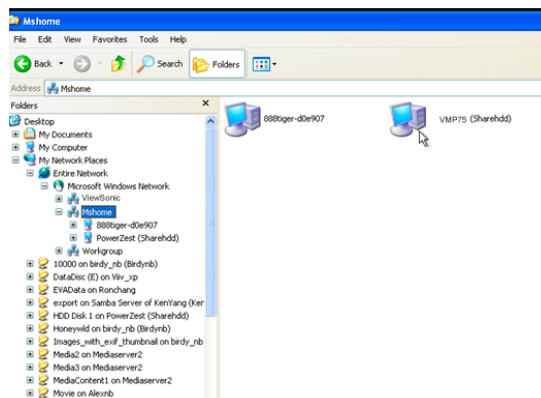 Mshome
File Edit View Favorites Tools Help
Back Search Folders
Address Mshome
Folders x
Desktop
My Documents
My Computer
My Network Places
Entire Network
Microsoft Windows Network
ViewSonic
Mshome
888tiger-d0e907
PowerZest (Sharehdd)
Workgroup
10000 on birdy_nb (Birdynb)
DataDisc (E) on Viiv_xp
EVAData on Ronchang
export on Samba Server of KenYang (Ker
HDD Disk 1 on PowerZest (Sharehdd)
Honeywld on birdy_nb (Birdynb)
Images_with_exif_thumbnail on birdy_nb
Media2 on Mediaserver2
Media3 on Mediaserver2
MediaContent1 on Mediaserver2
Movie on Alexnb
888tiger-d0e907
VMP75 (Sharehdd)